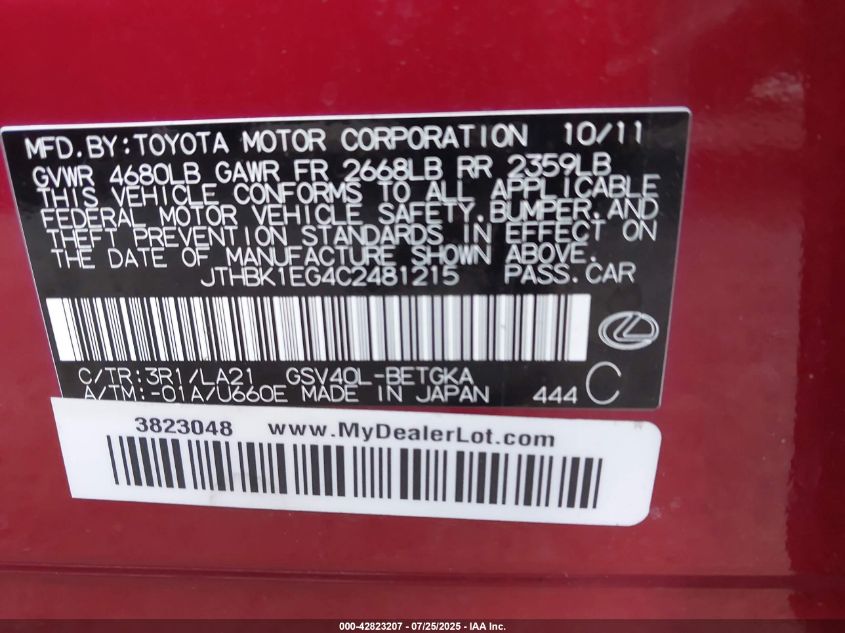 MFD.BY:TOYOTA MOTOR CORPORATION 10/11
GVWR 4680LB GAWR FR 2668LB RR 2359LB
THIS VEHICLE CONFORMS TO ALL APPLICABLE
FEDERAL MOTOR VEHICLE SAFETY,BUMPER,AND
THEFT PREVENTION STANDARDS IN EFFECT ON
THE DATE OF MANUFACTURE SHOWN ABOVE.
JTHBK1EG4C2481215 PASS.CAR
C/TR:3R1/LA21 GSV40L-BETGKA
A/TM:-01A/U660E MADE IN JAPAN 444 C
3823048 www.MyDealerLot.com
000-42823207 / 07/25/2025 - IAA Inc.